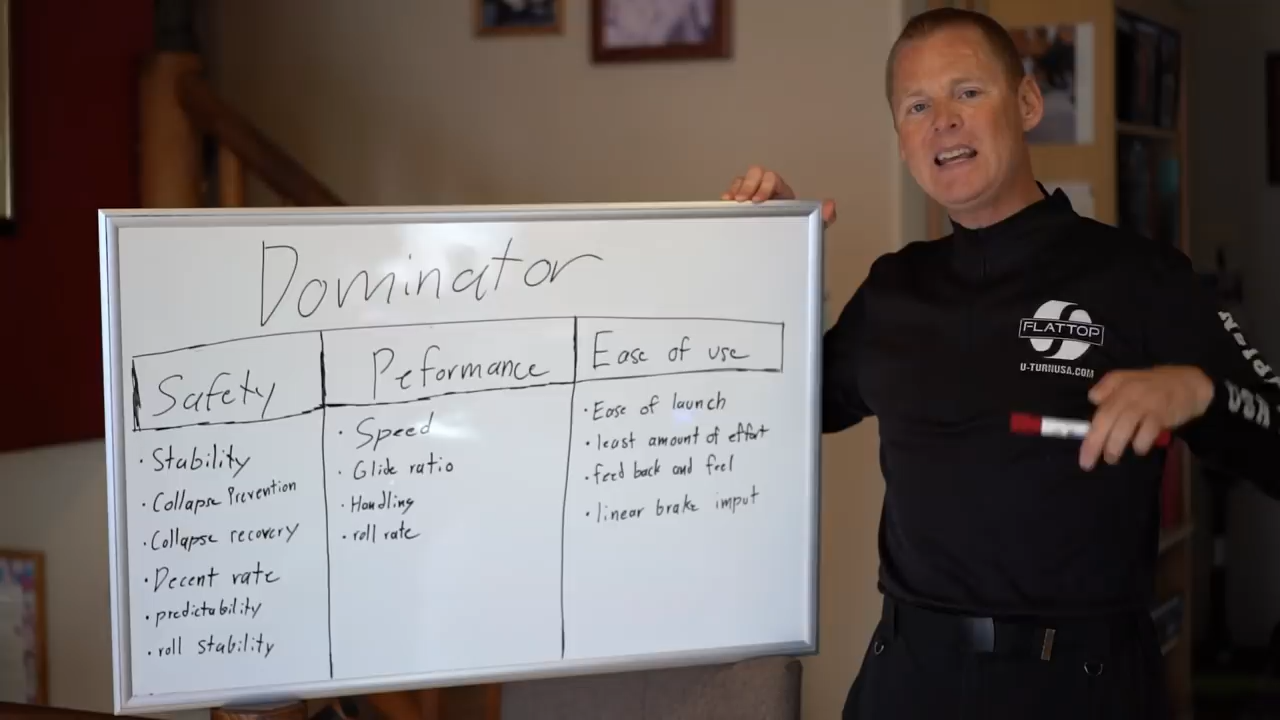 Dominator
Safety
Peformance
Ease of use
· Stability
· Collapse Prevention
· Collapse recovery
· Decent rate
· predictability
· roll stability
· Speed
· Glide ratio
· Handling
· roll rate
· Ease of launch
· least amount of effort
· feed back and feel
· linear brake imput
FLATTOP
U-TURNUSA.COM